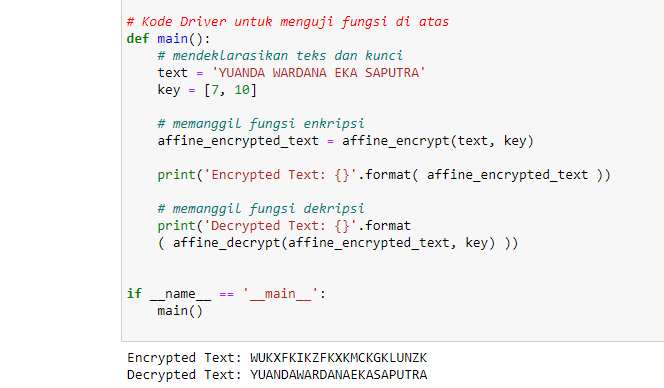 # Kode Driver untuk menguji fungsi di atas
def main():
    # mendeklarasikan teks dan kunci
    text = 'YUANDA WARDANA EKA SAPUTRA'
    key = [7, 10]
    # memanggil fungsi enkripsi
    affine_encrypted_text = affine_encrypt(text, key)
    print('Encrypted Text: {}'.format( affine_encrypted_text ))
    # memanggil fungsi dekripsi
    print('Decrypted Text: {}'.format
    ( affine_decrypt(affine_encrypted_text, key) ))
if __name__ == '__main__':
    main()
Encrypted Text: WUKXFKIKZFKXKMCKGKLUNZK
Decrypted Text: YUANDAWARDANAEKASAPUTRA